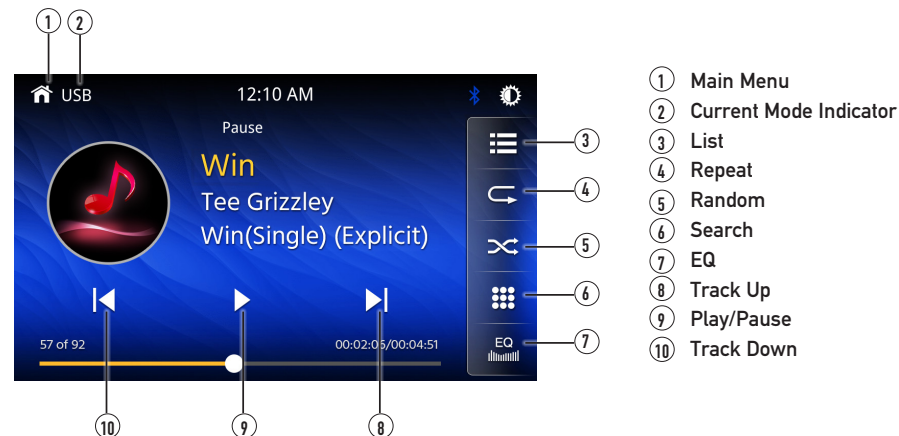 1 2
USB 12:10 AM
Pause
Win
Tee Grizzley
Win(Single) (Explicit)
57 of 92 00:02:05/00:04:51
EQ
3
4
5
6
7
10 9 8
1 Main Menu
2 Current Mode Indicator
3 List
4 Repeat
5 Random
6 Search
7 EQ
8 Track Up
9 Play/Pause
10 Track Down